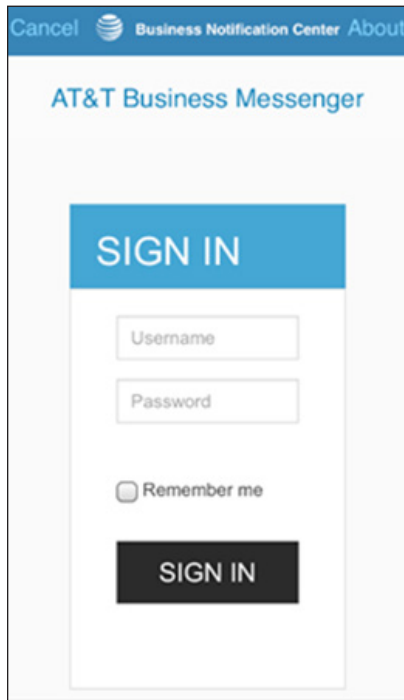 Cancel Business Notification Center About
AT&T Business Messenger
SIGN IN
Username
Password
Remember me
SIGN IN